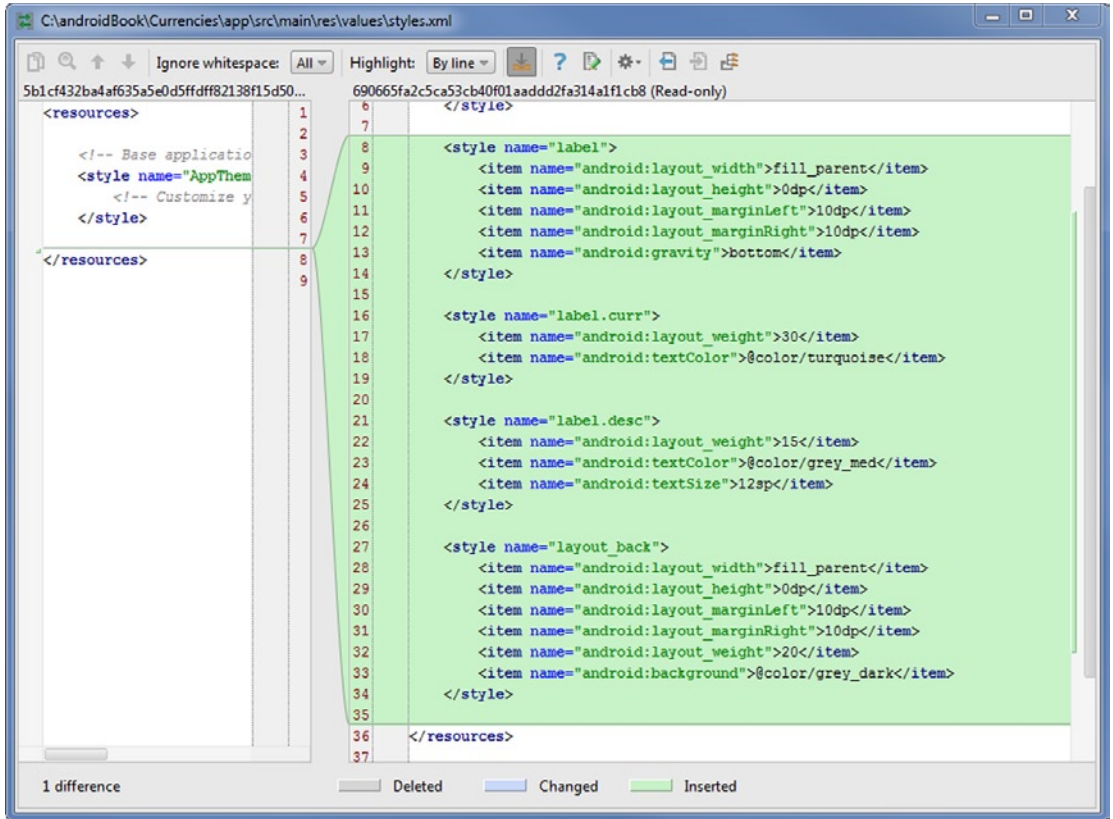 C:\androidBook\Currencies\app\src\main\res\values\styles.xml
Ignore whitespace: All Highlight: By line ?
5b1cf432ba4af635a5e0d5ffdff82138f15d50... 690665fa2c5ca53cb40f01aaddd2fa314a1f1cb8 (Read-only)
<resources> 1
2
<!-- Base applicatio 3
<style name="AppThem 4
<!-- Customize y 5
</style> 6
7
</resources> 8
9
6 </style>
7
8 <style name="label">
9 <item name="android:layout_width">fill_parent</item>
10 <item name="android:layout_height">0dp</item>
11 <item name="android:layout_marginLeft">10dp</item>
12 <item name="android:layout_marginRight">10dp</item>
13 <item name="android:gravity">bottom</item>
14 </style>
15
16 <style name="label.curr">
17 <item name="android:layout_weight">30</item>
18 <item name="android:textColor">@color/turquoise</item>
19 </style>
20
21 <style name="label.desc">
22 <item name="android:layout_weight">15</item>
23 <item name="android:textColor">@color/grey_med</item>
24 <item name="android:textSize">12sp</item>
25 </style>
26
27 <style name="layout_back">
28 <item name="android:layout_width">fill_parent</item>
29 <item name="android:layout_height">0dp</item>
30 <item name="android:layout_marginLeft">10dp</item>
31 <item name="android:layout_marginRight">10dp</item>
32 <item name="android:layout_weight">20</item>
33 <item name="android:background">@color/grey_dark</item>
34 </style>
35
36 </resources>
37
1 difference Deleted Changed Inserted